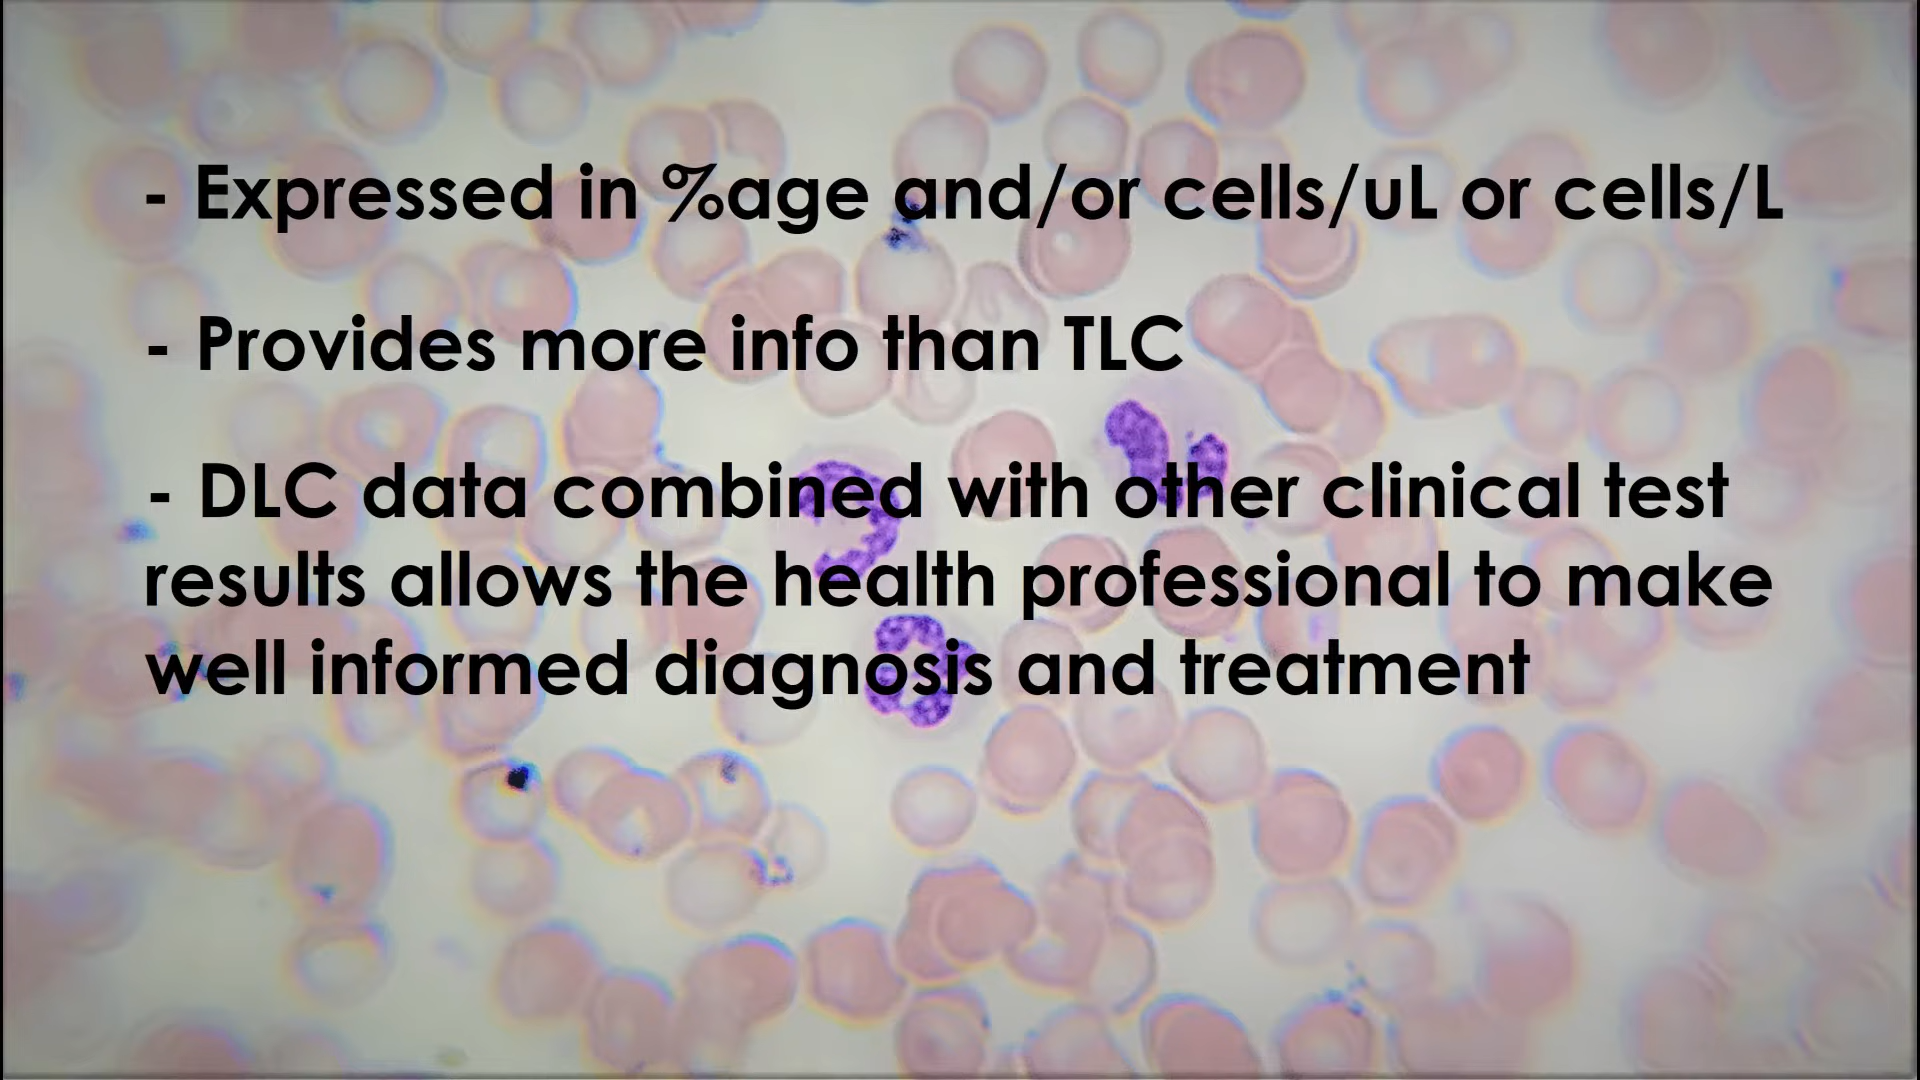 - Expressed in %age and/or cells/uL or cells/L
- Provides more info than TLC
- DLC data combined with other clinical test
results allows the health professional to make
well informed diagnosis and treatment